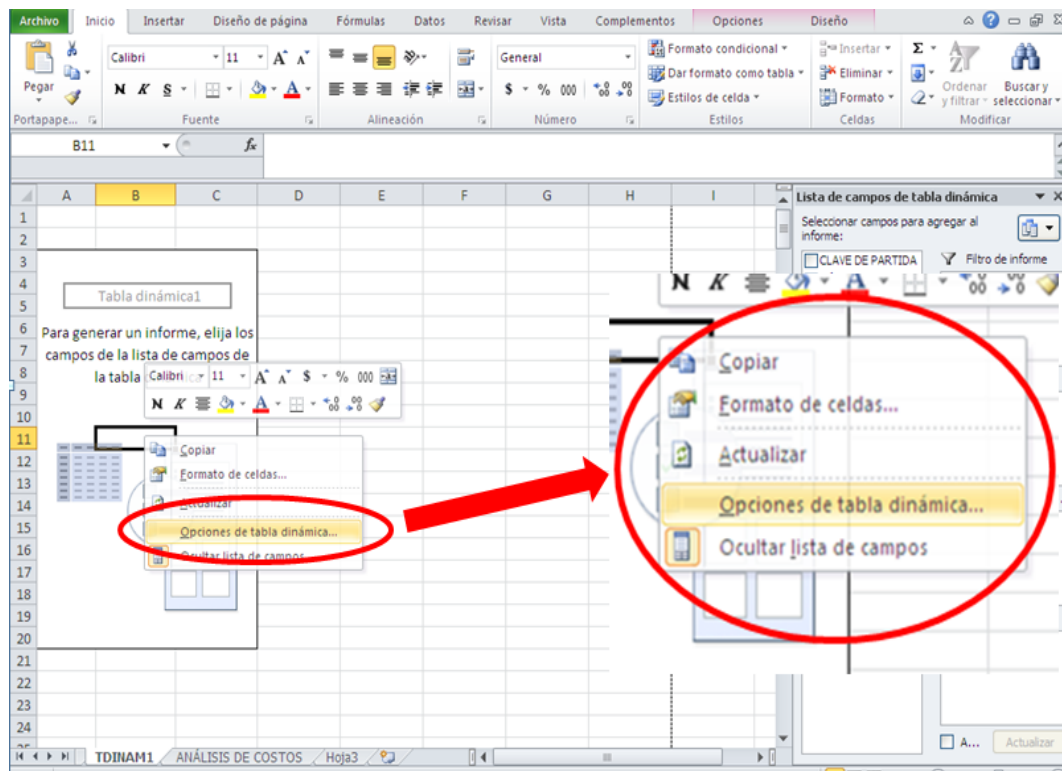 Archivo Inicio Insertar Diseño de página Fórmulas Datos Revisar Vista Complementos Opciones Diseño
Calibri 11 A A General Formato condicional Insertar Σ
Pegar N K S A $ % 000 Dar formato como tabla Eliminar Ordenar y filtrar Buscar y seleccionar
Estilos de celda Formato
Portapape... Fuente Alineación Número Estilos Celdas Modificar
B11 fx
A B C D E F G H I
Lista de campos de tabla dinámica
Seleccionar campos para agregar al
informe:
CLAVE DE PARTIDA Filtro de informe
1
2
3
4
5
6
7
8
9
10
11
12
13
14
15
16
17
18
19
20
21
22
23
24
Tabla dinámica1
Para generar un informe, elija los
campos de la lista de campos de
la tabla
Calibri 11 A A $ % 000
N K A
Copiar
Formato de celdas...
Actualizar
Opciones de tabla dinámica...
Ocultar lista de campos
N K A
Copiar
Formato de celdas...
Actualizar
Opciones de tabla dinámica...
Ocultar lista de campos
A... Actualizar
TDINAM1 ANÁLISIS DE COSTOS Hoja3